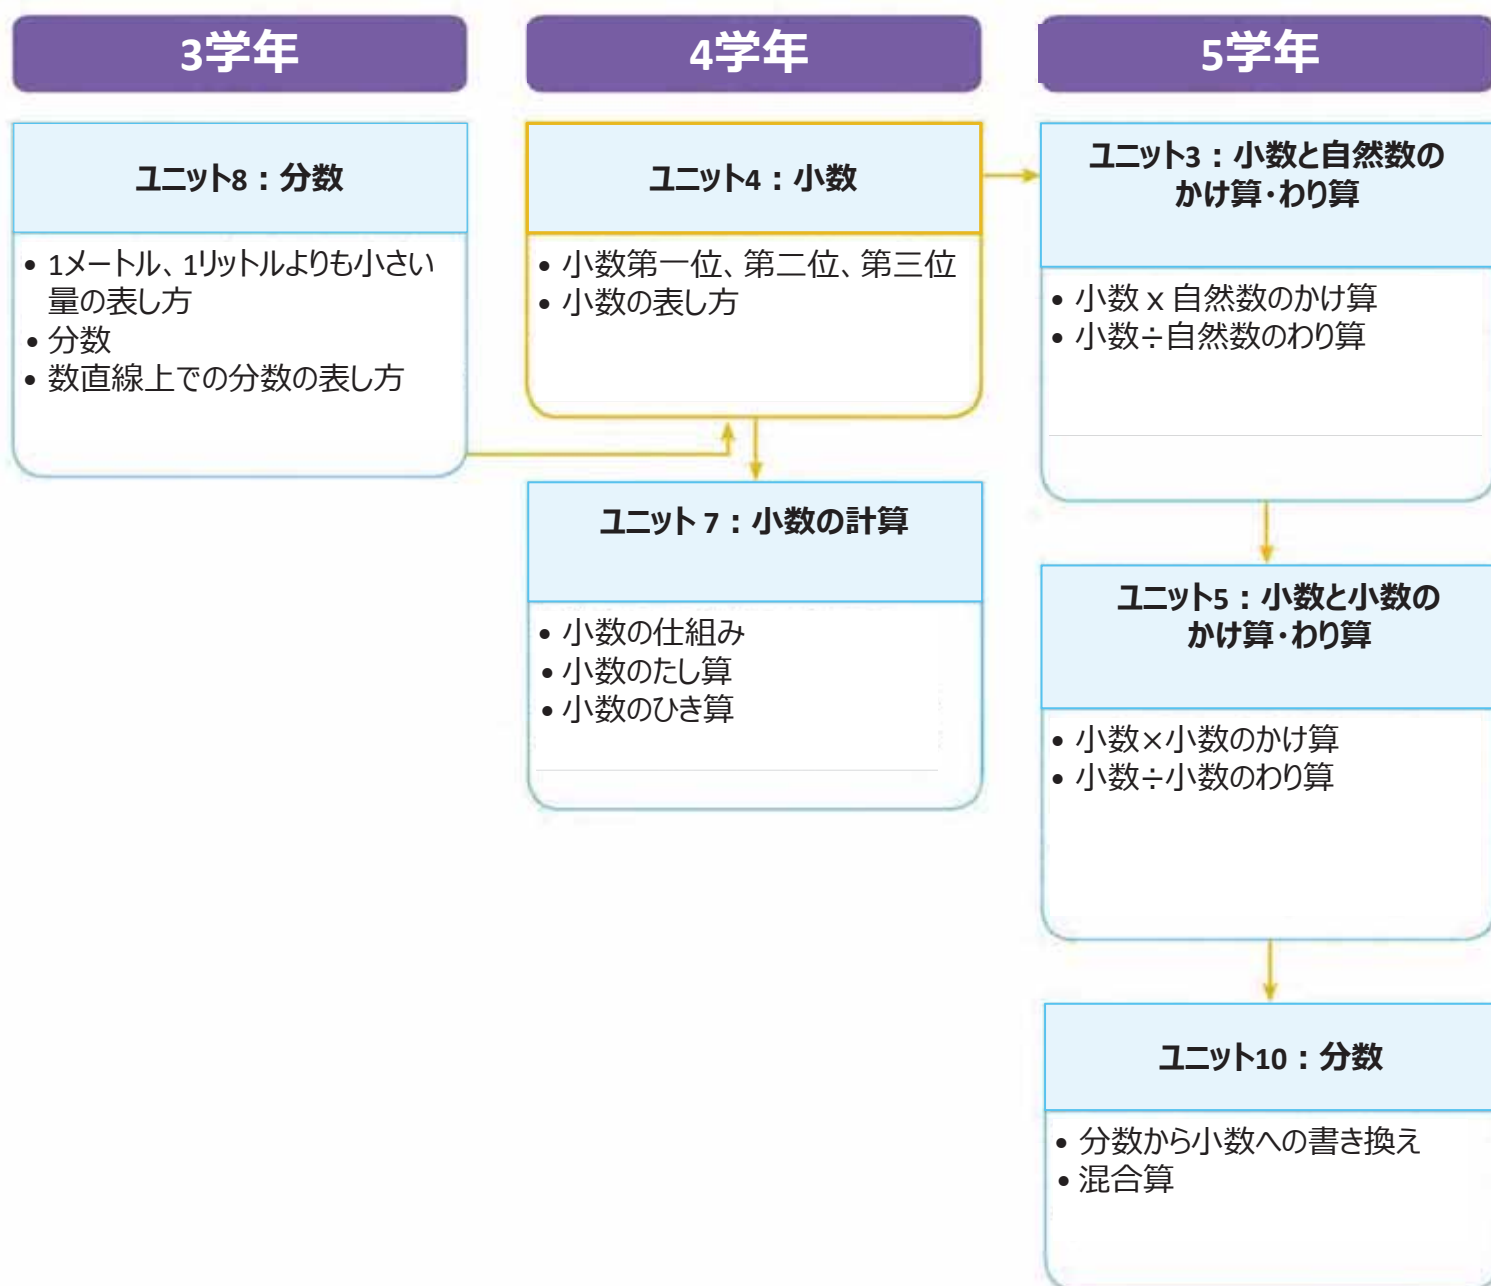 3学年
4学年
5学年
ユニット8：分数
• 1メートル、1リットルよりも小さい
量の表し方
• 分数
• 数直線上での分数の表し方
ユニット4：小数
• 小数第一位、第二位、第三位
• 小数の表し方
ユニット 7：小数の計算
• 小数の仕組み
• 小数のたし算
• 小数のひき算
ユニット3：小数と自然数の
かけ算・わり算
• 小数 x 自然数のかけ算
• 小数÷自然数のわり算
ユニット5：小数と小数の
かけ算・わり算
• 小数×小数のかけ算
• 小数÷小数のわり算
ユニット10：分数
• 分数から小数への書き換え
• 混合算